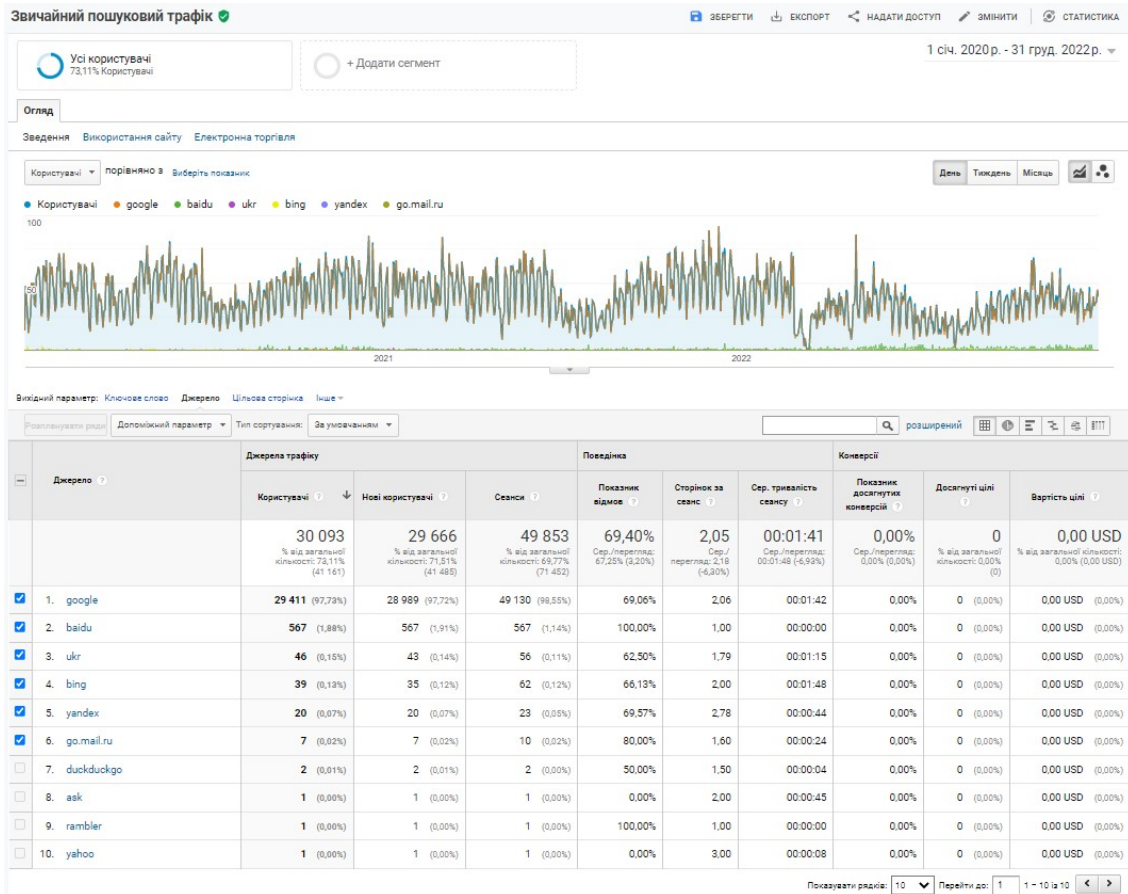 Звичайний пошуковий трафік
ЗБЕРЕГТИ ЕКСПОРТ НАДАТИ ДОСТУП ЗМІНИТИ СТАТИСТИКА
Усі користувачі
73,11% Користувачі
+ Додати сегмент
1 січ. 2020 р. - 31 груд. 2022 р.
Огляд
Зведення Використання сайту Електронна торгівля
Користувачі порівняно з Виберіть показник
День Тиждень Місяць
Користувачі google baidu ukr bing yandex go.mail.ru
100
50
2021 2022
Вихідний параметр: Ключове слово Джерело Цільова сторінка Інше
Розпланувати ряди Допоміжний параметр Тип сортування: За умовчанням розширений
Джерело ? Джерела трафіку Поведінка Конверсії
Користувачі ? Нові користувачі ? Сеанси ? Показник відмов ? Сторінок за сеанс ? Сер. тривалість сеансу ? Показник досягнутих конверсій ? Досягнуті цілі ? Вартість цілі ?
30 093 29 666 49 853 69,40% 2,05 00:01:41 0,00% 0 0,00 USD
% від загальної кількості: 73,11% (41 161) % від загальної кількості: 71,51% (41 485) % від загальної кількості: 69,77% (71 452) Сер./перегляд: 67,25% (3,20%) Сер./перегляд: 2,18 (-6,30%) Сер./перегляд: 00:01:48 (-6,93%) Сер./перегляд: 0,00% (0,00%) % від загальної кількості: 0,00% (0) % від загальної кількості: 0,00% (0,00 USD)
1. google 29 411 (97,73%) 28 989 (97,72%) 49 130 (98,55%) 69,06% 2,06 00:01:42 0,00% 0 (0,00%) 0,00 USD (0,00%)
2. baidu 567 (1,88%) 567 (1,91%) 567 (1,14%) 100,00% 1,00 00:00:00 0,00% 0 (0,00%) 0,00 USD (0,00%)
3. ukr 46 (0,15%) 43 (0,14%) 56 (0,11%) 62,50% 1,79 00:01:15 0,00% 0 (0,00%) 0,00 USD (0,00%)
4. bing 39 (0,13%) 35 (0,12%) 62 (0,12%) 66,13% 2,00 00:01:48 0,00% 0 (0,00%) 0,00 USD (0,00%)
5. yandex 20 (0,07%) 20 (0,07%) 23 (0,05%) 69,57% 2,78 00:00:44 0,00% 0 (0,00%) 0,00 USD (0,00%)
6. go.mail.ru 7 (0,02%) 7 (0,02%) 10 (0,02%) 80,00% 1,60 00:00:24 0,00% 0 (0,00%) 0,00 USD (0,00%)
7. duckduckgo 2 (0,01%) 2 (0,01%) 2 (0,00%) 50,00% 1,50 00:00:04 0,00% 0 (0,00%) 0,00 USD (0,00%)
8. ask 1 (0,00%) 1 (0,00%) 1 (0,00%) 0,00% 2,00 00:00:45 0,00% 0 (0,00%) 0,00 USD (0,00%)
9. rambler 1 (0,00%) 1 (0,00%) 1 (0,00%) 100,00% 1,00 00:00:00 0,00% 0 (0,00%) 0,00 USD (0,00%)
10. yahoo 1 (0,00%) 1 (0,00%) 1 (0,00%) 0,00% 3,00 00:00:08 0,00% 0 (0,00%) 0,00 USD (0,00%)
Показувати рядків: 10 Перейти до: 1 1 – 10 із 10